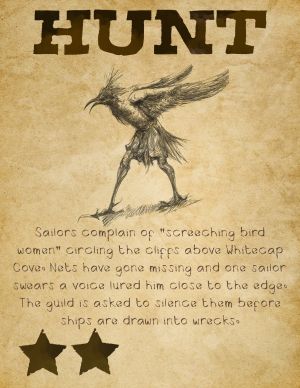 HUNT
Sailors complain of "screeching bird
women" circling the cliffs above Whitecap
Cove. Nets have gone missing and one sailor
swears a voice lured him close to the edge.
The guild is asked to silence them before
ships are drawn into wrecks.